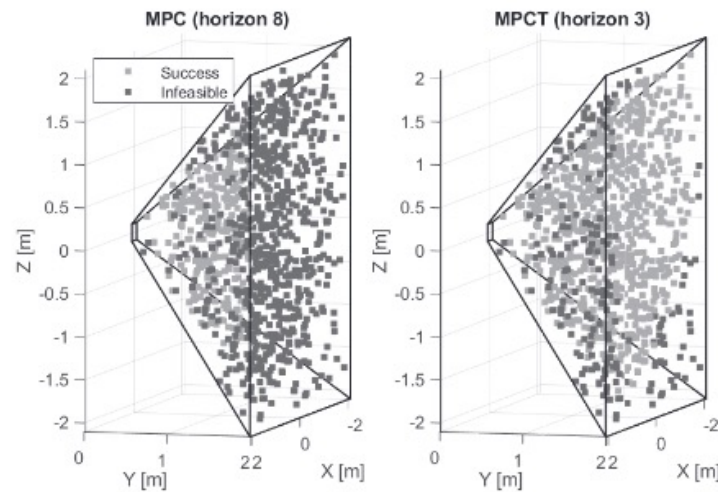 MPC (horizon 8)
Success
Infeasible
2
1.5
1
0.5
0
-0.5
-1
-1.5
-2
Z [m]
0
1
22
Y [m]
0
-2
X [m]
MPCT (horizon 3)
2
1.5
1
0.5
0
-0.5
-1
-1.5
-2
Z [m]
0
1
22
Y [m]
0
-2
X [m]